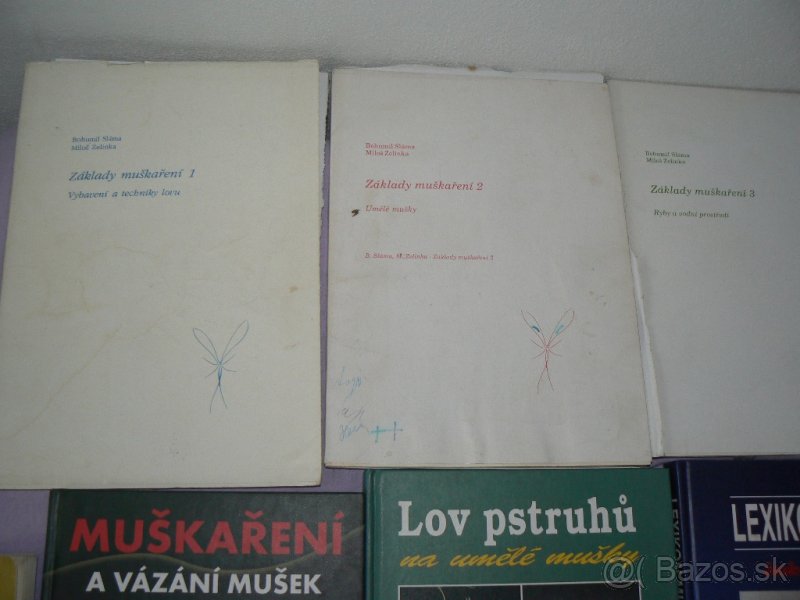 Bohumil Sláma
Miloš Zelinka
Základy muškaření 1
Vybavení a techniky lovu
Bohumil Sláma
Miloš Zelinka
Základy muškaření 2
Umělé mušky
B. Sláma, M. Zelinka - Základy muškaření 2
Bohumil Sláma
Miloš Zelinka
Základy muškaření 3
Ryby a vodní prostředí
MUŠKAŘENÍ
A VÁZÁNÍ MUŠEK
Lov pstruhů
na umělé mušky
LEXIKO
LEXIKO
Bazos.sk